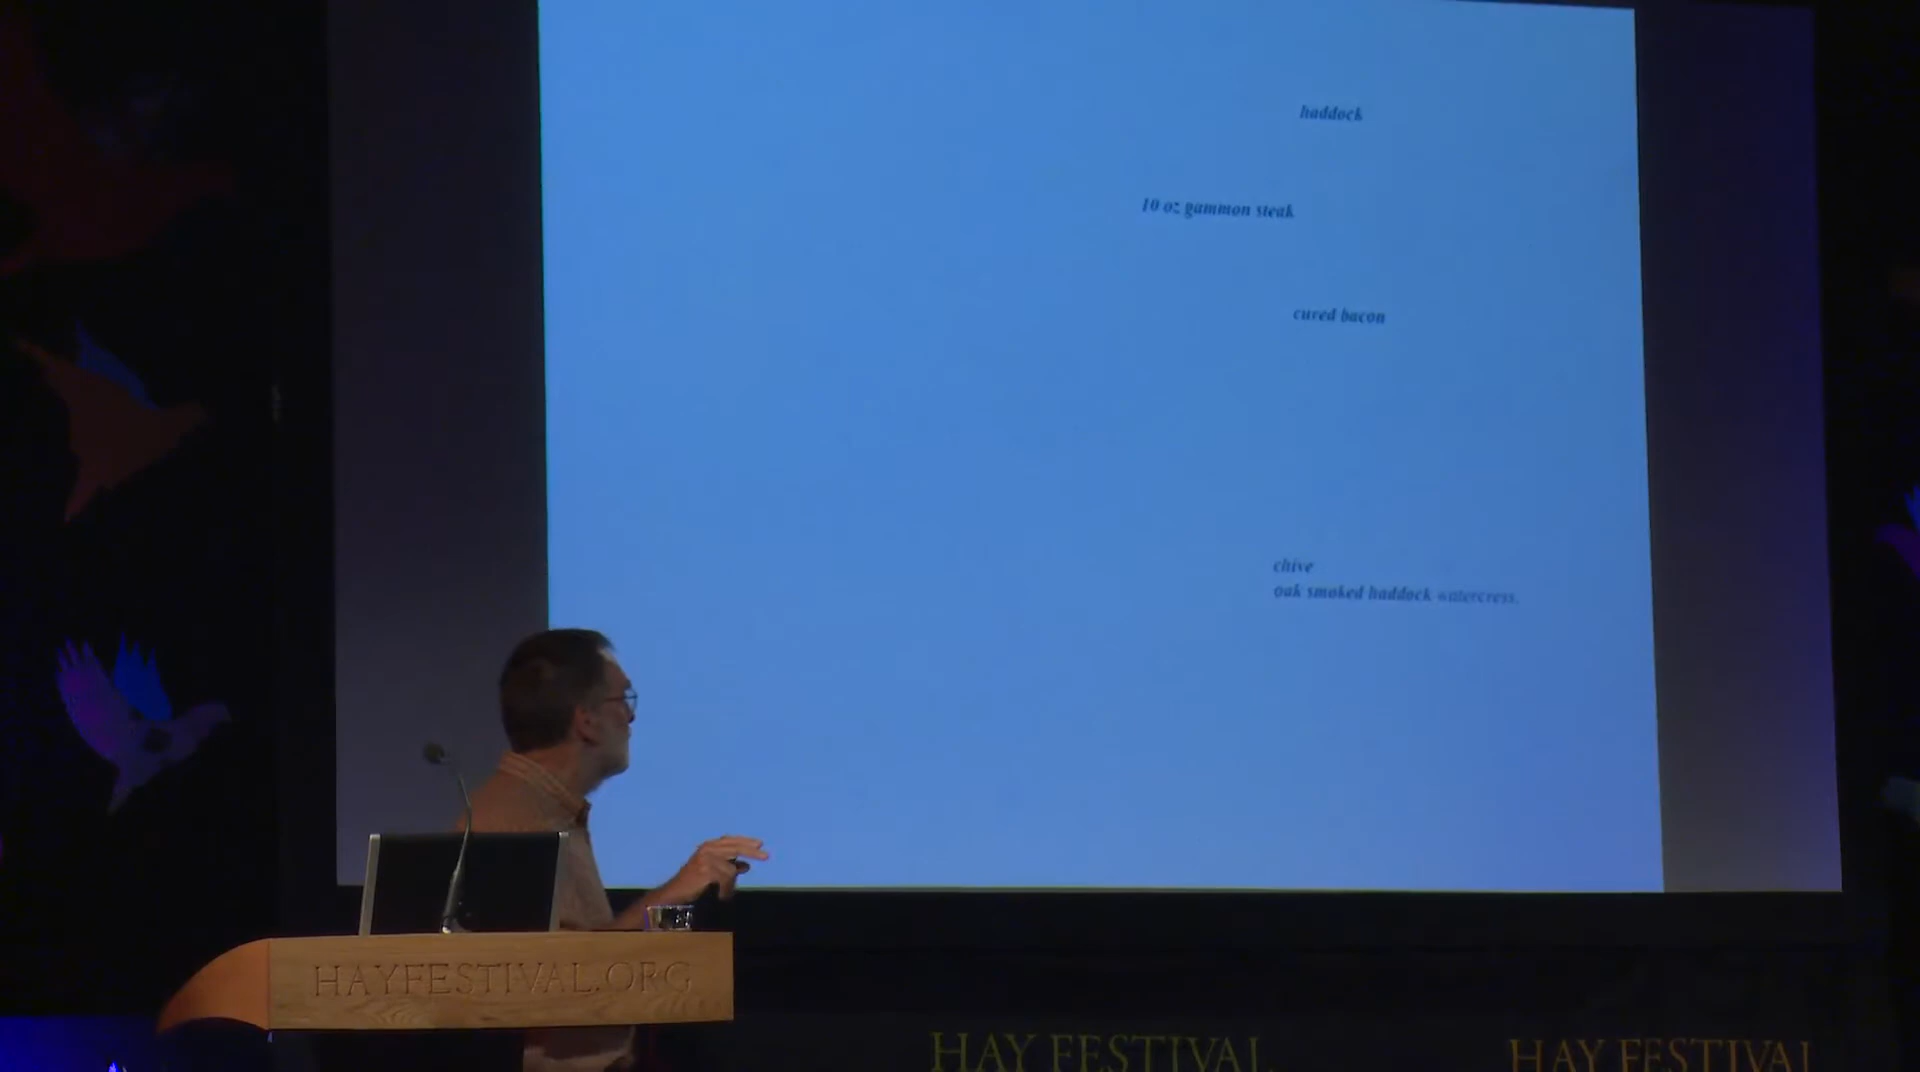 haddock
10 oz gammon steak
cured bacon
chive
oak smoked haddock watercress.
HAYFESTIVAL.ORG
HAY FESTIVAL
HAY FESTIVAL